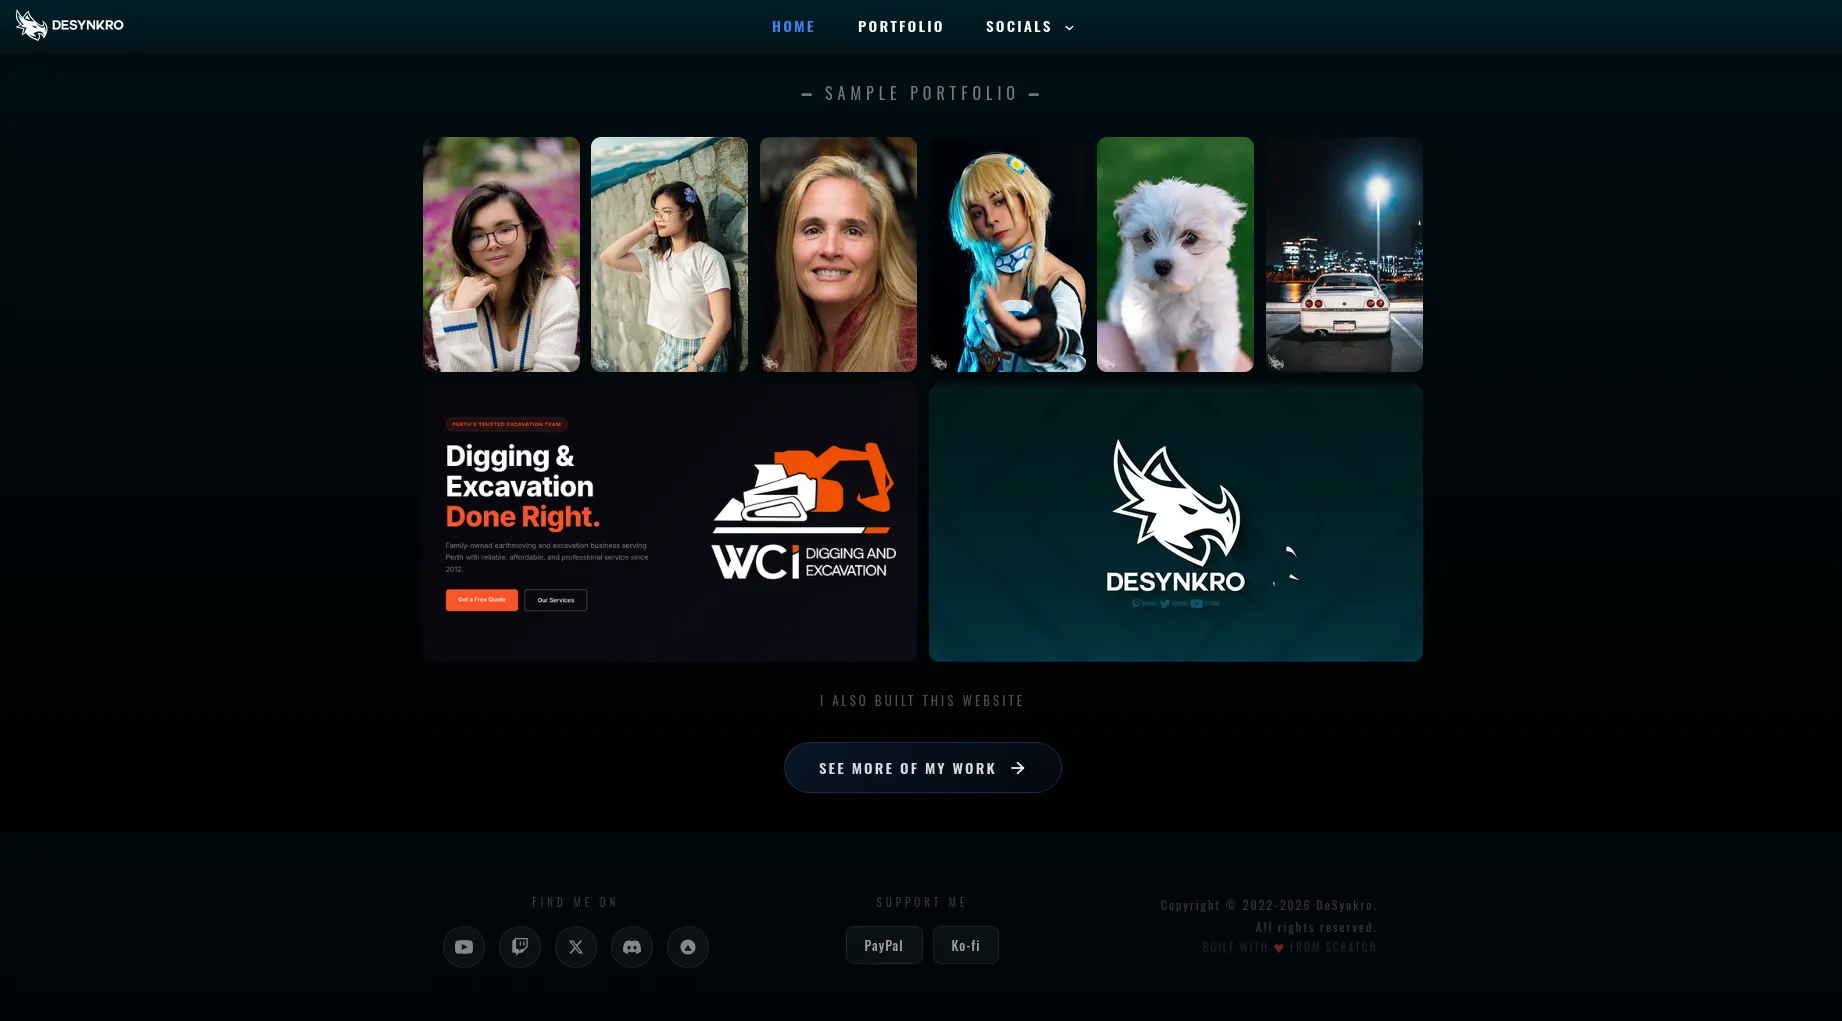 DESYNKRO
HOME PORTFOLIO SOCIALS
– SAMPLE PORTFOLIO –
PERTH'S TRUSTED EXCAVATION TEAM
Digging &
Excavation
Done Right.
Family-owned earthmoving and excavation business serving
Perth with reliable, affordable, and professional service since
2012.
Get a Free Quote Our Services
WCi DIGGING AND
EXCAVATION
DESYNKRO
I ALSO BUILT THIS WEBSITE
SEE MORE OF MY WORK →
FIND ME ON
SUPPORT ME
PayPal Ko-fi
Copyright © 2022-2026 DeSynkro.
All rights reserved.
BUILT WITH ♥ FROM SCRATCH